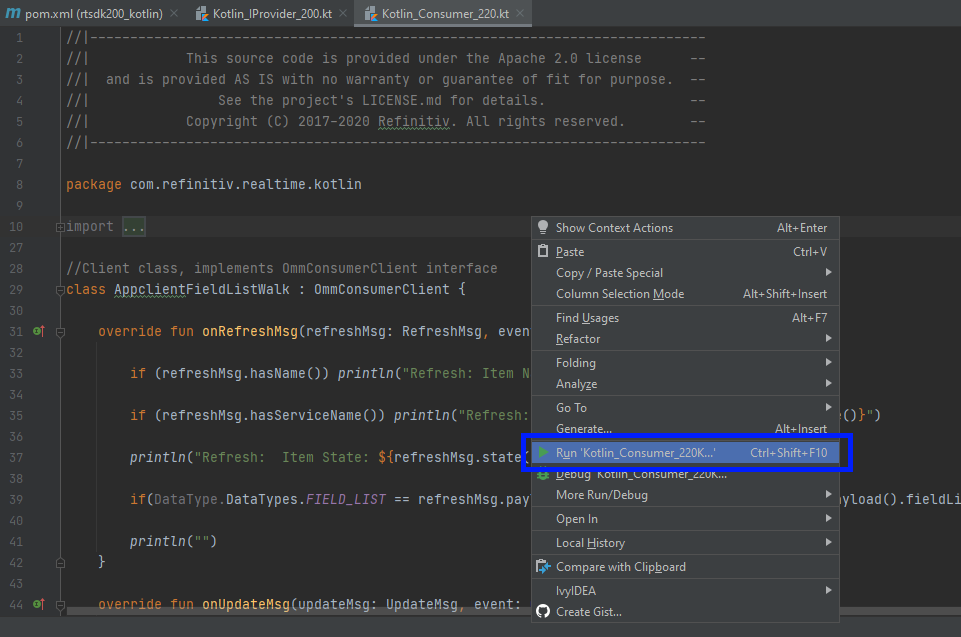 pom.xml (rtsdk200_kotlin) Kotlin_IProvider_200.kt Kotlin_Consumer_220.kt
1 //|-----------------------------------------------------------------------------
2 //| This source code is provided under the Apache 2.0 license --
3 //| and is provided AS IS with no warranty or guarantee of fit for purpose. --
4 //| See the project's LICENSE.md for details. --
5 //| Copyright (C) 2017-2020 Refinitiv. All rights reserved. --
6 //|-----------------------------------------------------------------------------
7
8 package com.refinitiv.realtime.kotlin
9
10 import ...
27
28 //Client class, implements OmmConsumerClient interface
29 class AppclientFieldListWalk : OmmConsumerClient {
30
31 override fun onRefreshMsg(refreshMsg: RefreshMsg, even
32
33 if (refreshMsg.hasName()) println("Refresh: Item N
34
35 if (refreshMsg.hasServiceName()) println("Refresh: e()}")
36
37 println("Refresh:  Item State: ${refreshMsg.state(
38
39 if(DataType.DataTypes.FIELD_LIST == refreshMsg.pay yload().fieldLi
40
41 println("")
42 }
43
44 override fun onUpdateMsg(updateMsg: UpdateMsg, event:
Show Context Actions Alt+Enter
Paste Ctrl+V
Copy / Paste Special
Column Selection Mode Alt+Shift+Insert
Find Usages Alt+F7
Refactor
Folding
Analyze
Go To
Generate... Alt+Insert
Run 'Kotlin_Consumer_220K...' Ctrl+Shift+F10
Debug 'Kotlin_Consumer_220K...'
More Run/Debug
Open In
Local History
Compare with Clipboard
IvyIDEA
Create Gist...